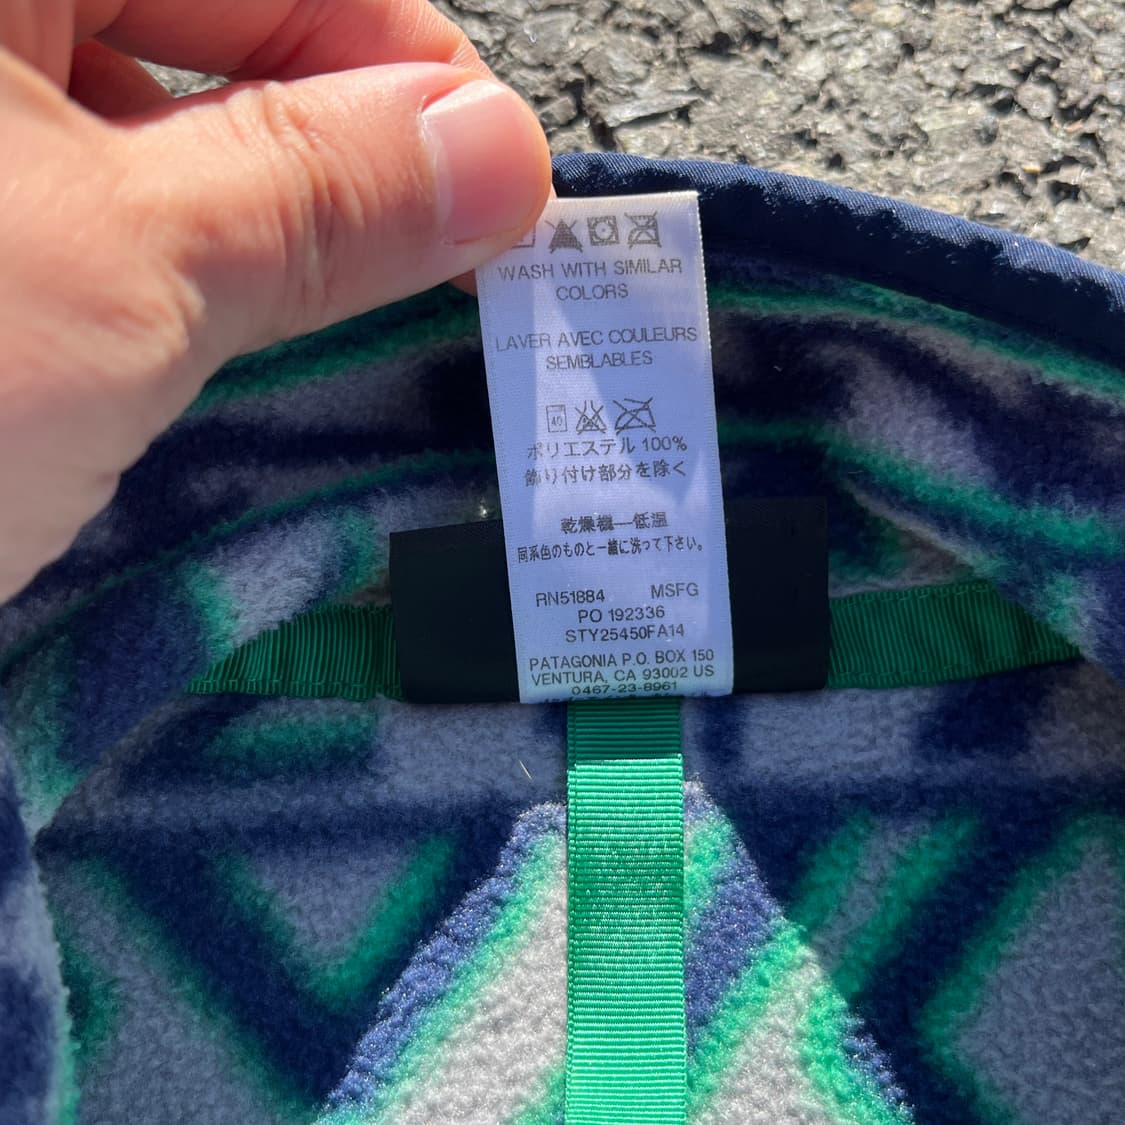 WASH WITH SIMILAR
COLORS
LAVER AVEC COULEURS
SEMBLABLES
40
ポリエステル 100%
飾り付け部分を除く
乾燥機—低温
同系色のものと一緒に洗って下さい。
RN51884 MSFG
PO 192336
STY25450FA14
PATAGONIA P.O. BOX 150
VENTURA, CA 93002 US
0467-23-8961